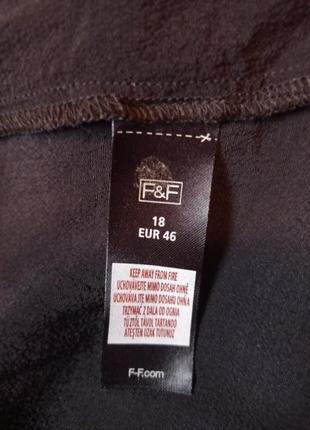 F&F
18
EUR 46
KEEP AWAY FROM FIRE
UCHOVÁVEJTE MIMO DOSAH OHNĚ
UCHOVÁVAJTE MIMO DOSAHU OHŇA
TRZYMAĆ Z DALA OD OGNIA
TŰZTŐL TÁVOL TARTANDÓ
ATEŞTEN UZAK TUTUNUZ
F-F.com